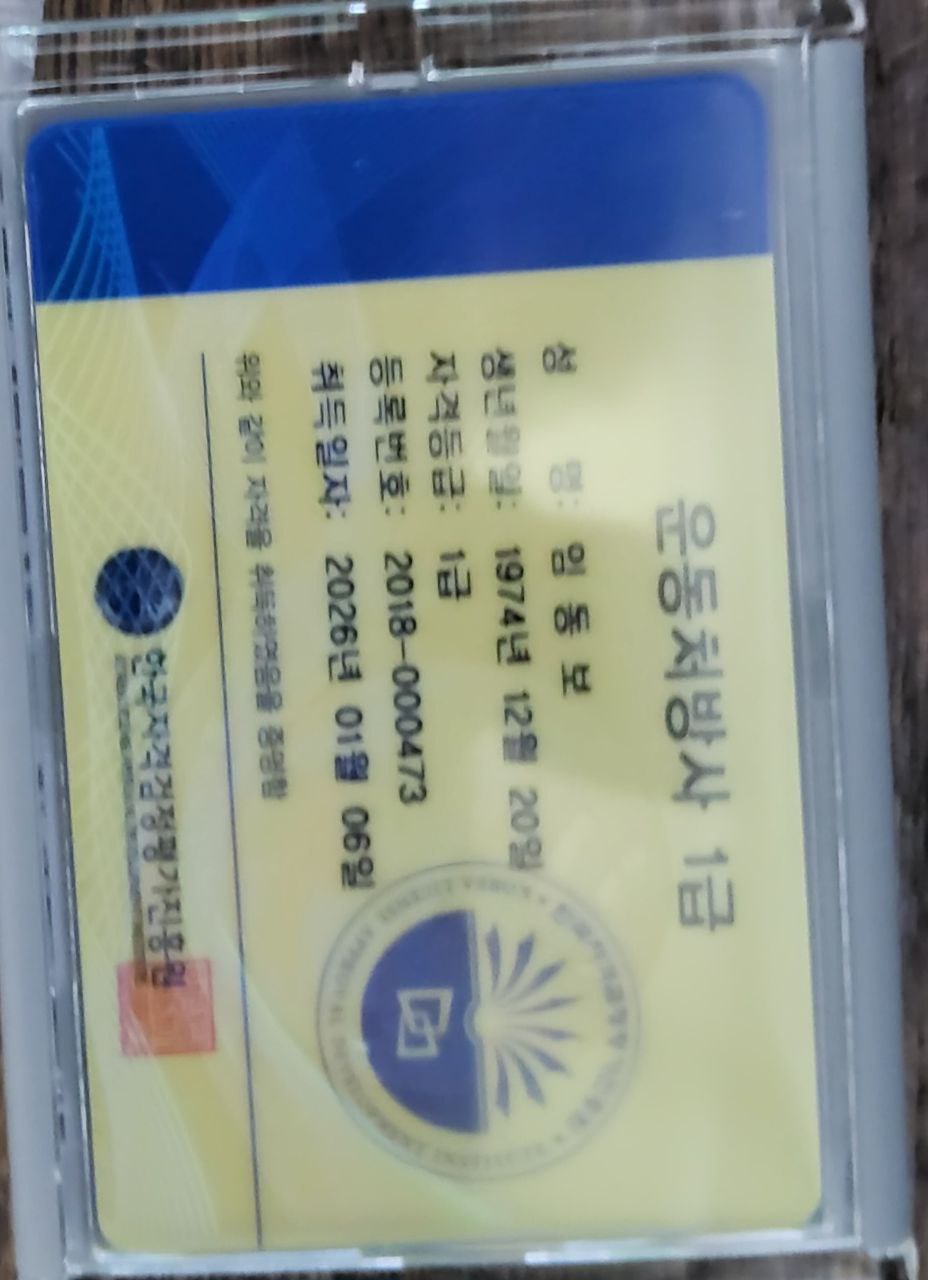 운동처방사 1급
성 명: 임 동 보
생년월일: 1974년 12월 20일
자격등급: 1급
등록번호: 2018-000473
취득일자: 2026년 01월 06일
위와 같이 자격을 취득하였음을 증명함
한국자격검정평가진흥원